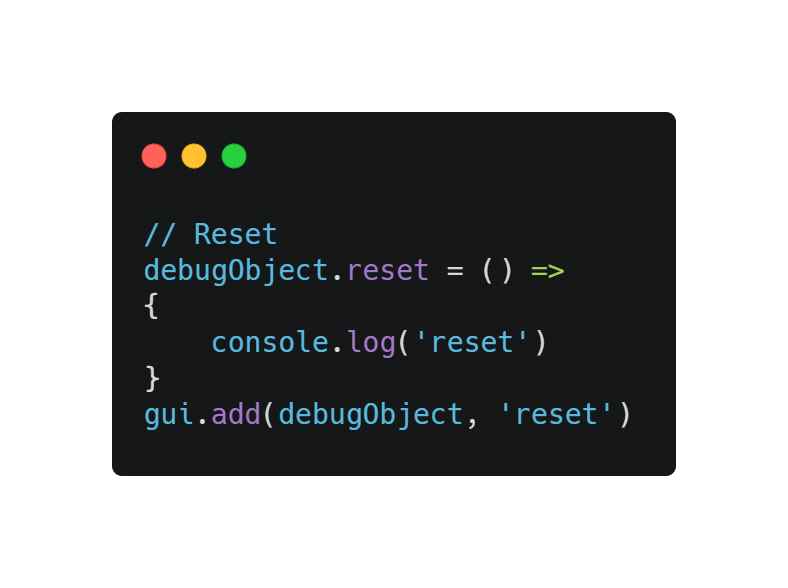 // Reset
debugObject.reset = () =>
{
    console.log('reset')
}
gui.add(debugObject, 'reset')